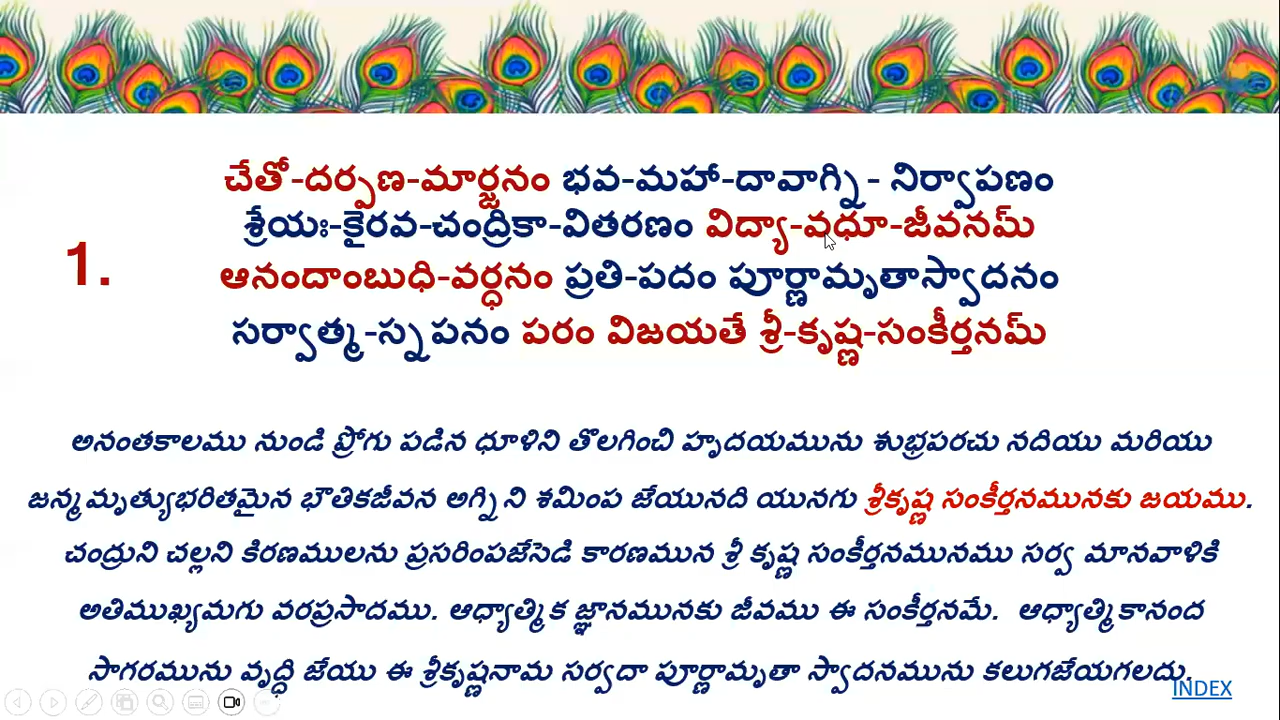 చేతో-దర్పణ-మార్జనం భవ-మహా-దావాగ్ని- నిర్వాపణం
శ్రేయః-కైరవ-చంద్రికా-వితరణం విద్యా-వధూ-జీవనమ్
1.
ఆనందాంబుధి-వర్ధనం ప్రతి-పదం పూర్ణామృతాస్వాదనం
సర్వాత్మ-స్నపనం పరం విజయతే శ్రీ-కృష్ణ-సంకీర్తనమ్
అనంతకాలము నుండి ప్రోగు పడిన ధూళిని తొలగించి హృదయమును శుభ్రపరచు నదియు మరియు
జన్మమృత్యుభరితమైన భౌతికజీవన అగ్నిని శమింప జేయునది యునగు శ్రీకృష్ణ సంకీర్తనమునకు జయము.
చంద్రుని చల్లని కిరణములను ప్రసరింపజేసెడి కారణమున శ్రీ కృష్ణ సంకీర్తనమునము సర్వ మానవాళికి
అతిముఖ్యమగు వరప్రసాదము. ఆధ్యాత్మిక జ్ఞానమునకు జీవము ఈ సంకీర్తనమే. ఆధ్యాత్మికానంద
సాగరమును వృద్ధి జేయు ఈ శ్రీకృష్ణనామ సర్వదా పూర్ణామృతా స్వాదనమును కలుగజేయగలదు.
INDEX